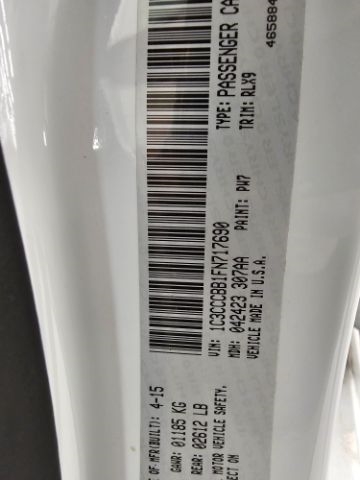 OF MFR(BUILT): 4-15
GAWR: 01185 KG
REAR: 02612 LB
MOTOR VEHICLE SAFETY,
VIN: 1C3CCCBB1FN717690
TYPE: PASSENGER CA
MDH: 042423 307AA
PAINT: PW7
TRIM: RLX9
VEHICLE MADE IN U.S.A.
465884